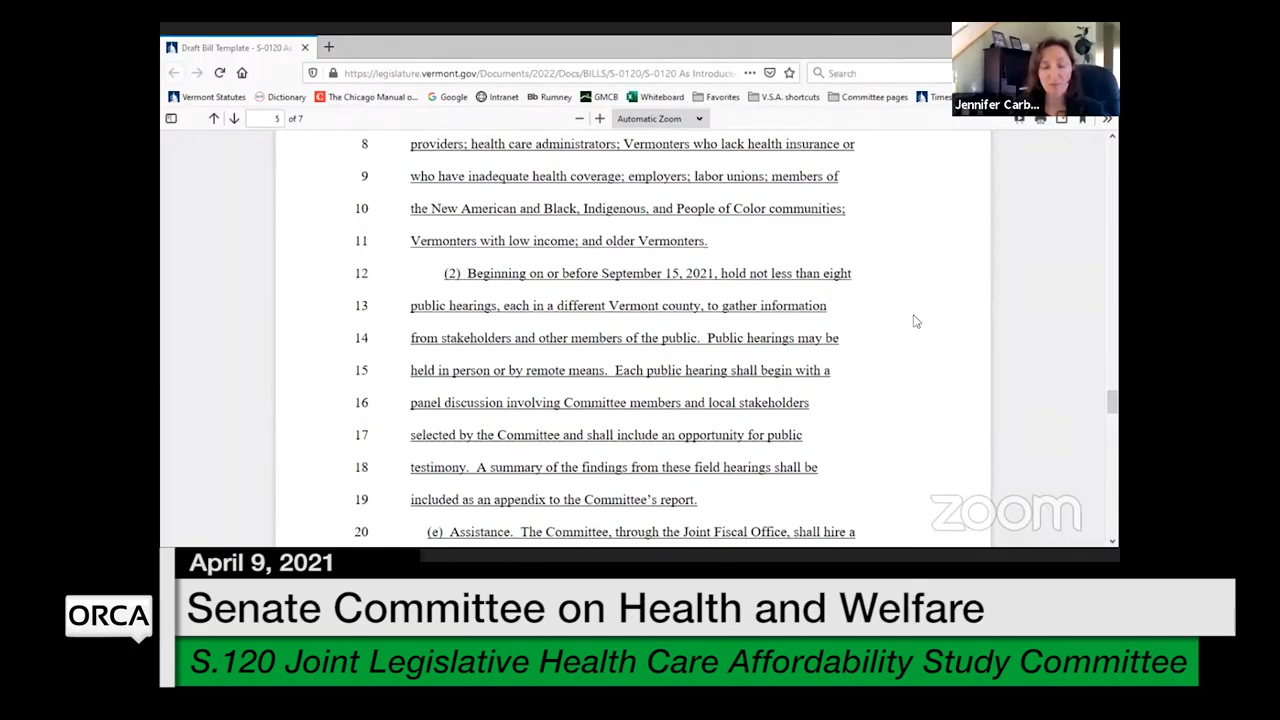 Draft Bill Template - S-0120 As
https://legislature.vermont.gov/Documents/2022/Docs/BILLS/S-0120/S-0120 As Introduc
Search
Vermont Statutes Dictionary The Chicago Manual o... Google Intranet Bb Rumney GMCB Whiteboard Favorites V.S.A. shortcuts Committee pages Times
5 of 7 Automatic Zoom
Jennifer Carb...
8 providers; health care administrators; Vermonters who lack health insurance or
9 who have inadequate health coverage; employers; labor unions; members of
10 the New American and Black, Indigenous, and People of Color communities;
11 Vermonters with low income; and older Vermonters.
12 (2) Beginning on or before September 15, 2021, hold not less than eight
13 public hearings, each in a different Vermont county, to gather information
14 from stakeholders and other members of the public. Public hearings may be
15 held in person or by remote means. Each public hearing shall begin with a
16 panel discussion involving Committee members and local stakeholders
17 selected by the Committee and shall include an opportunity for public
18 testimony. A summary of the findings from these field hearings shall be
19 included as an appendix to the Committee's report.
20 (e) Assistance. The Committee, through the Joint Fiscal Office, shall hire a
zoom
April 9, 2021
ORCA
Senate Committee on Health and Welfare
S.120 Joint Legislative Health Care Affordability Study Committee